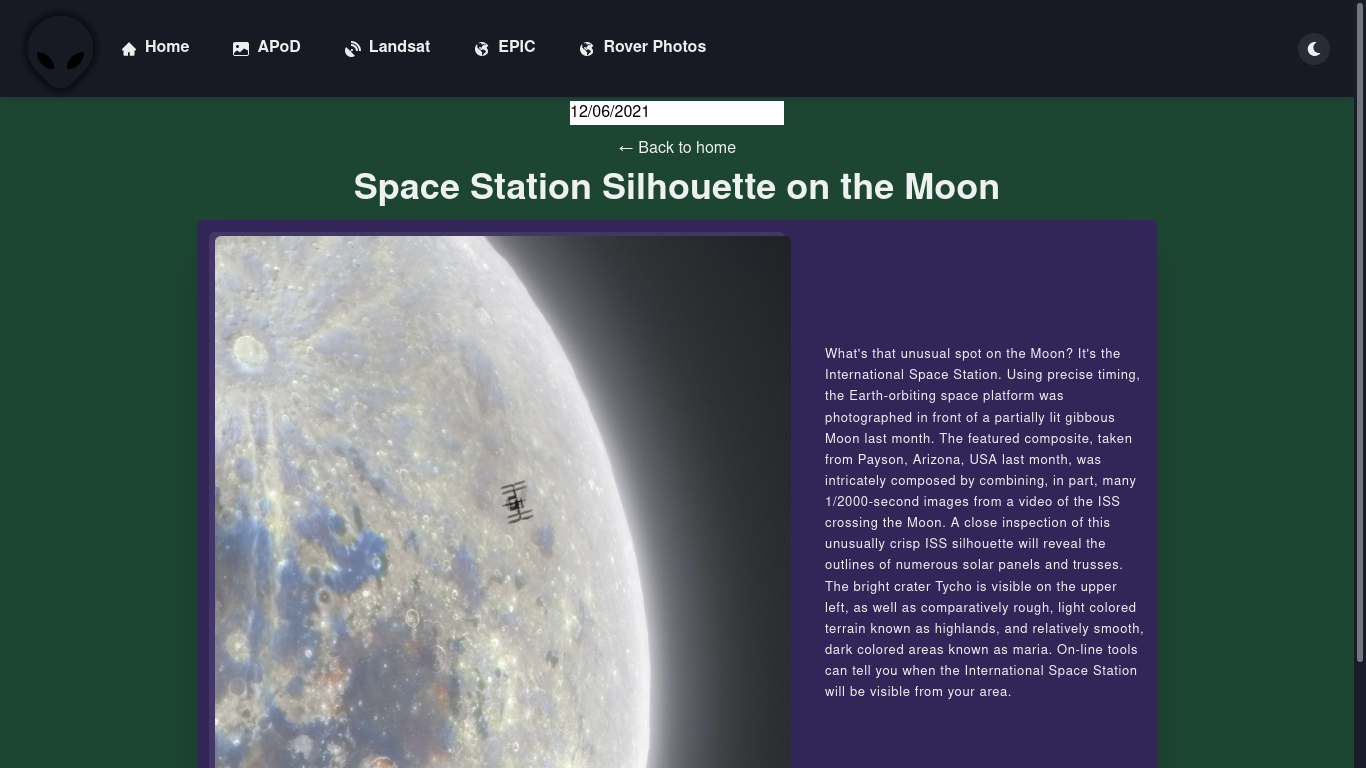 Home APoD Landsat EPIC Rover Photos
12/06/2021
← Back to home
Space Station Silhouette on the Moon
What's that unusual spot on the Moon? It's the
International Space Station. Using precise timing,
the Earth-orbiting space platform was
photographed in front of a partially lit gibbous
Moon last month. The featured composite, taken
from Payson, Arizona, USA last month, was
intricately composed by combining, in part, many
1/2000-second images from a video of the ISS
crossing the Moon. A close inspection of this
unusually crisp ISS silhouette will reveal the
outlines of numerous solar panels and trusses.
The bright crater Tycho is visible on the upper
left, as well as comparatively rough, light colored
terrain known as highlands, and relatively smooth,
dark colored areas known as maria. On-line tools
can tell you when the International Space Station
will be visible from your area.